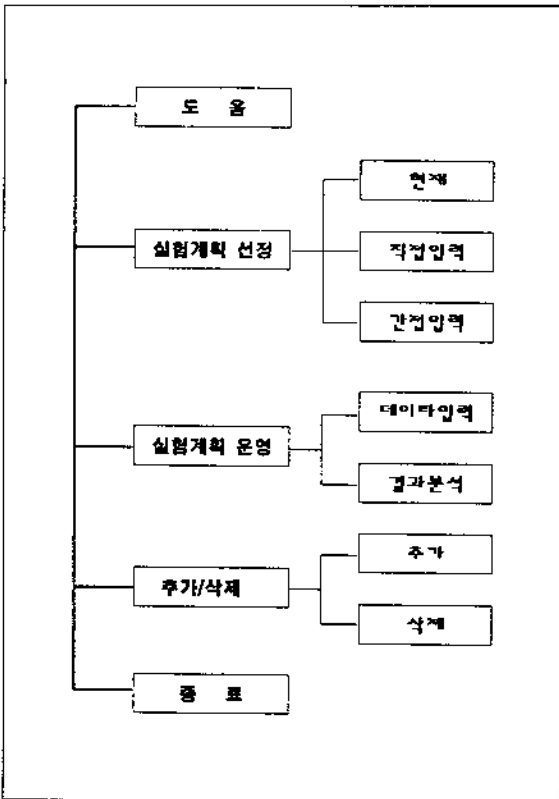 도 움
현재
실험계획 선정
직접입력
간접입력
데이타입력
실험계획 운영
결과분석
추가
추가/삭제
삭제
종 료